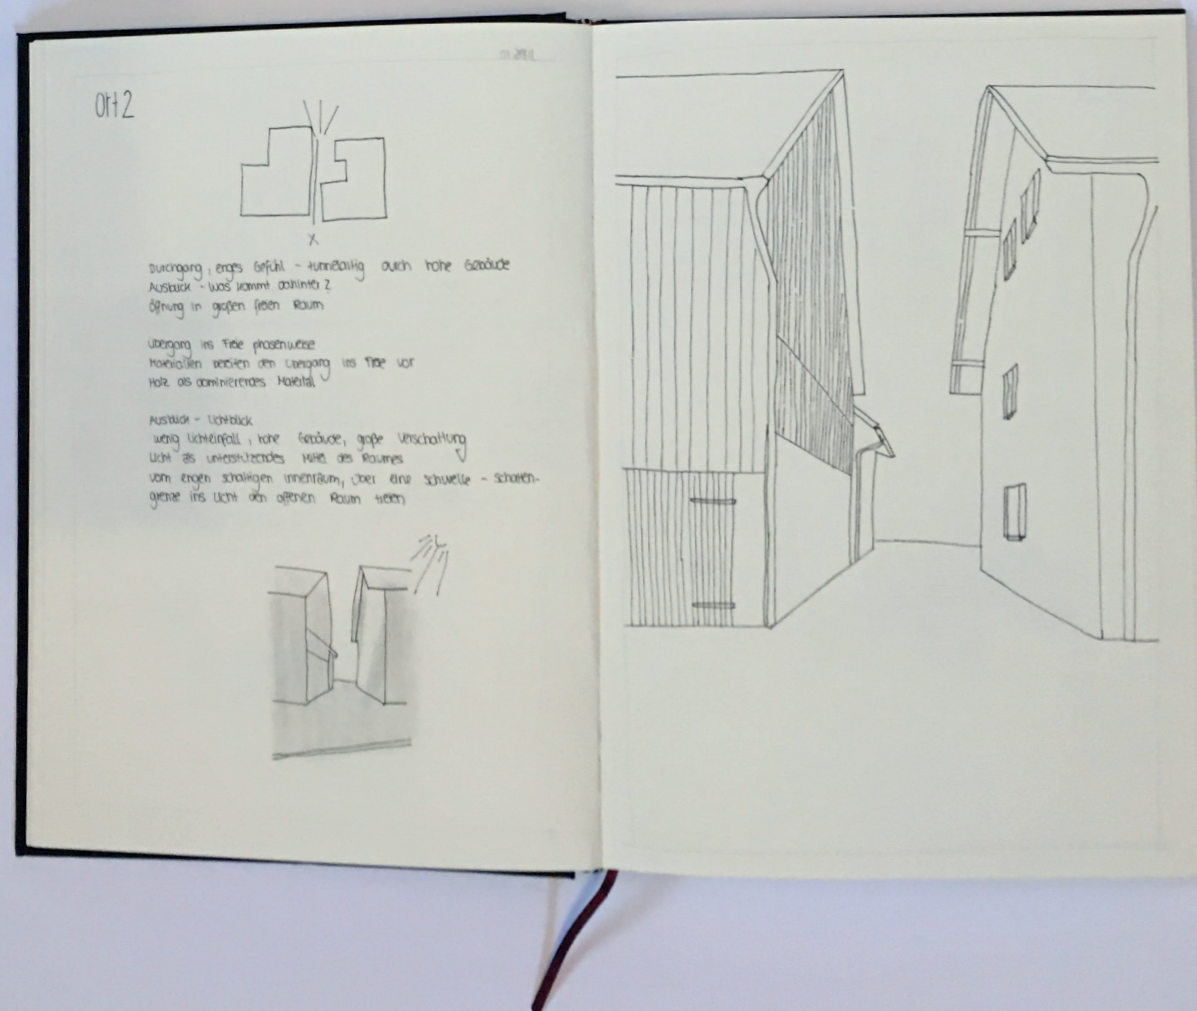 Ort 2
X
Durchgang, enges Gefühl - tunnelartig durch hohe Gebäude
Ausblick - Was kommt dahinter?
Öffnung in großen freien Raum
Übergang ins Freie phasenweise
Materialien bereiten den Übergang ins Freie vor
Holz als dominierendes Material
Ausblick - Lichtblick
wenig Lichteinfall, hohe Gebäude, große Verschattung
Licht als unterstützendes Mittel des Raumes
vom engen schattigen Innenraum, über eine Schwelle - Schatten-
grenze ins Licht den offenen Raum treten